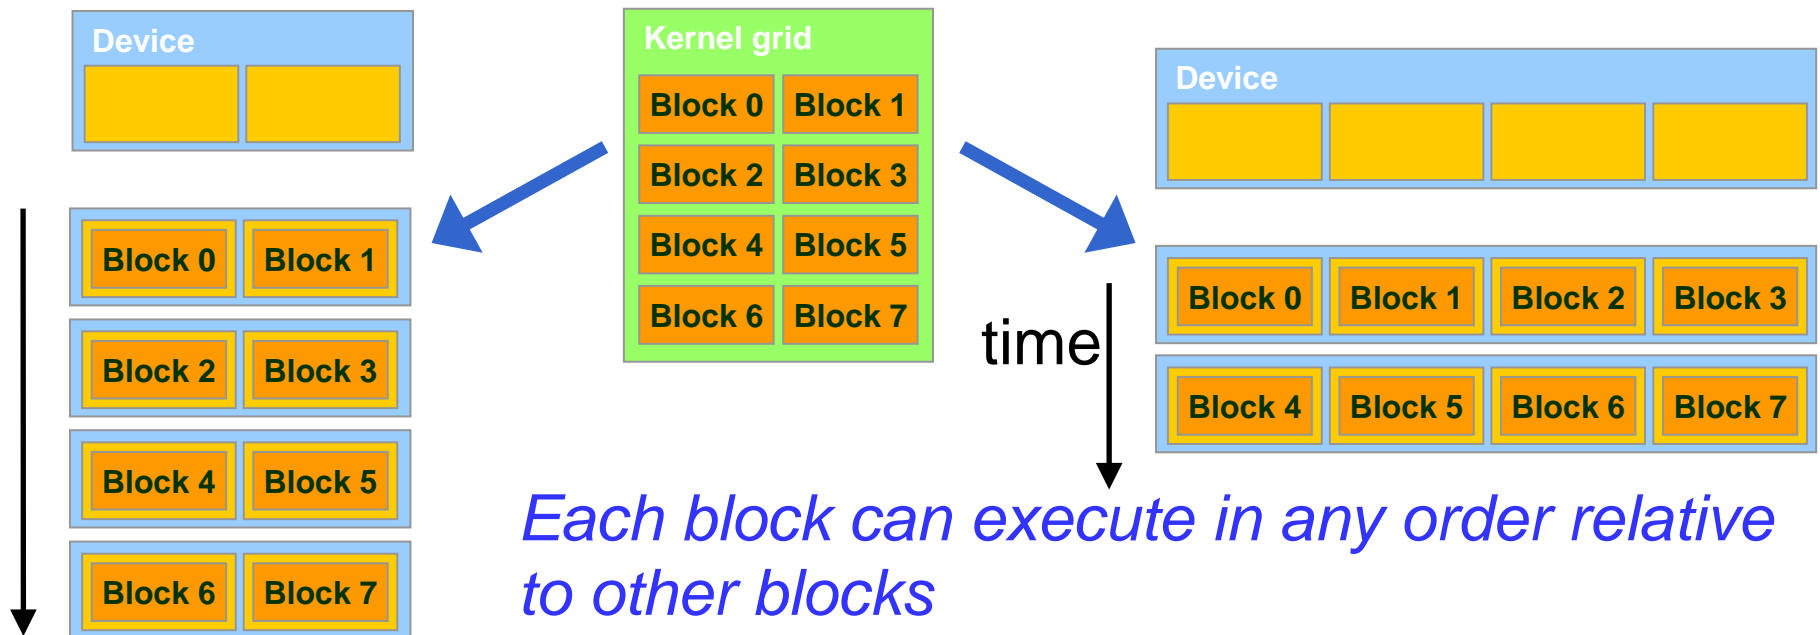 Device
Block 0 Block 1
Block 2 Block 3
Block 4 Block 5
Block 6 Block 7
Kernel grid
Block 0 Block 1
Block 2 Block 3
Block 4 Block 5
Block 6 Block 7
Device
time
Block 0 Block 1 Block 2 Block 3
Block 4 Block 5 Block 6 Block 7
Each block can execute in any order relative
to other blocks